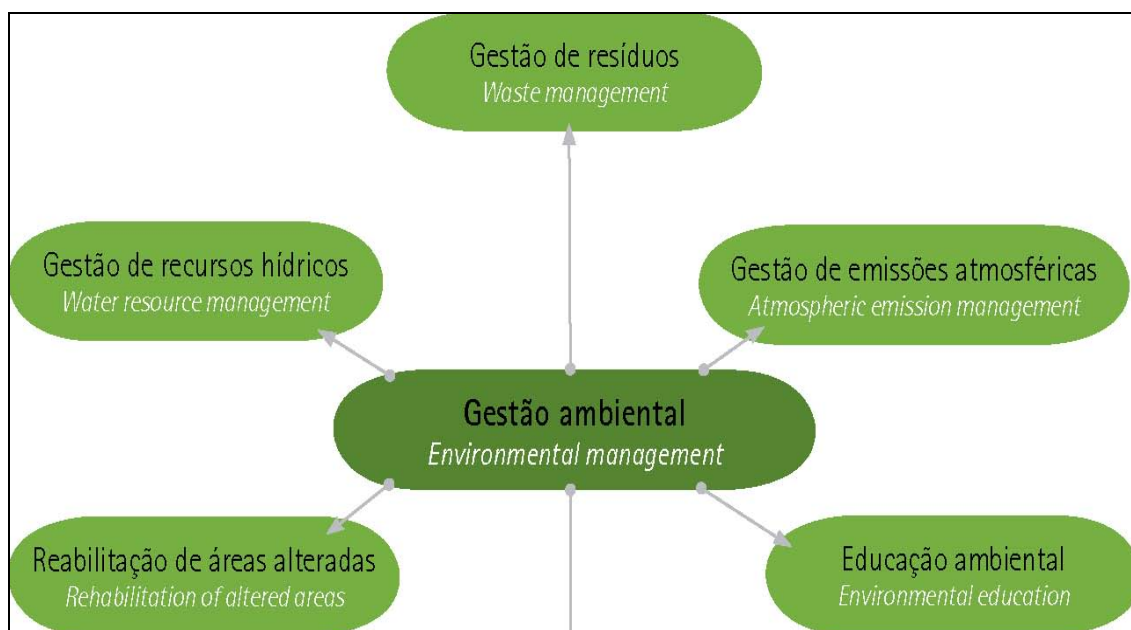 Gestão de resíduos
Waste management
Gestão de recursos hídricos
Water resource management
Gestão de emissões atmosféricas
Atmospheric emission management
Gestão ambiental
Environmental management
Reabilitação de áreas alteradas
Rehabilitation of altered areas
Educação ambiental
Environmental education